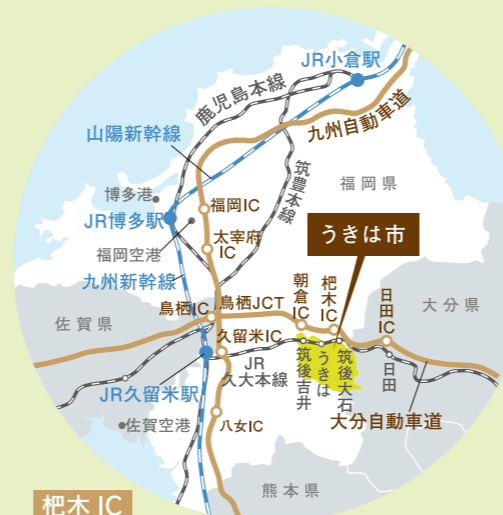 JR小倉駅
鹿児島本線
九州自動車道
山陽新幹線
筑豊本線
福岡県
博多港
JR博多駅
福岡IC
福岡空港
太宰府
IC
うきは市
九州新幹線
鳥栖IC
鳥栖JCT
朝倉IC
杷木IC
日田IC
大分県
佐賀県
久留米IC
JR
久大本線
筑後吉井
うきは
筑後大石
日田
JR久留米駅
大分自動車道
佐賀空港
八女IC
熊本県
杷木 IC